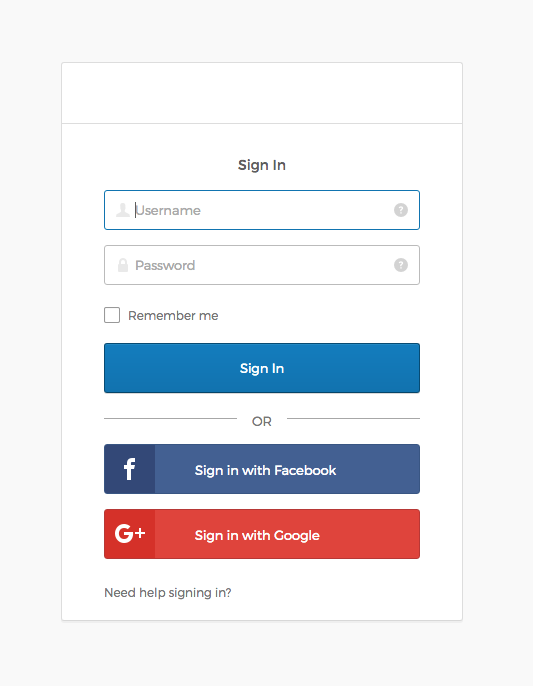 Sign In
Username ?
Password ?
Remember me
Sign In
OR
f Sign in with Facebook
G+ Sign in with Google
Need help signing in?